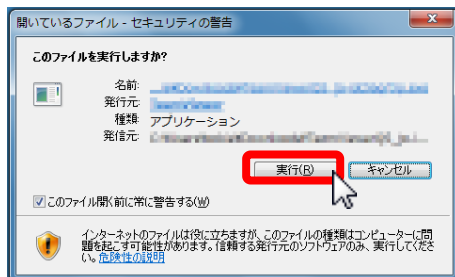 開いているファイル - セキュリティの警告
このファイルを実行しますか?
名前:
発行元:
種類: アプリケーション
発信元:
実行(R)
キャンセル
このファイル開く前に常に警告する(W)
インターネットのファイルは役に立ちますが、このファイルの種類はコンピューターに問
題を起こす可能性があります。信頼する発行元のソフトウェアのみ、実行してくださ
い。危険性の説明